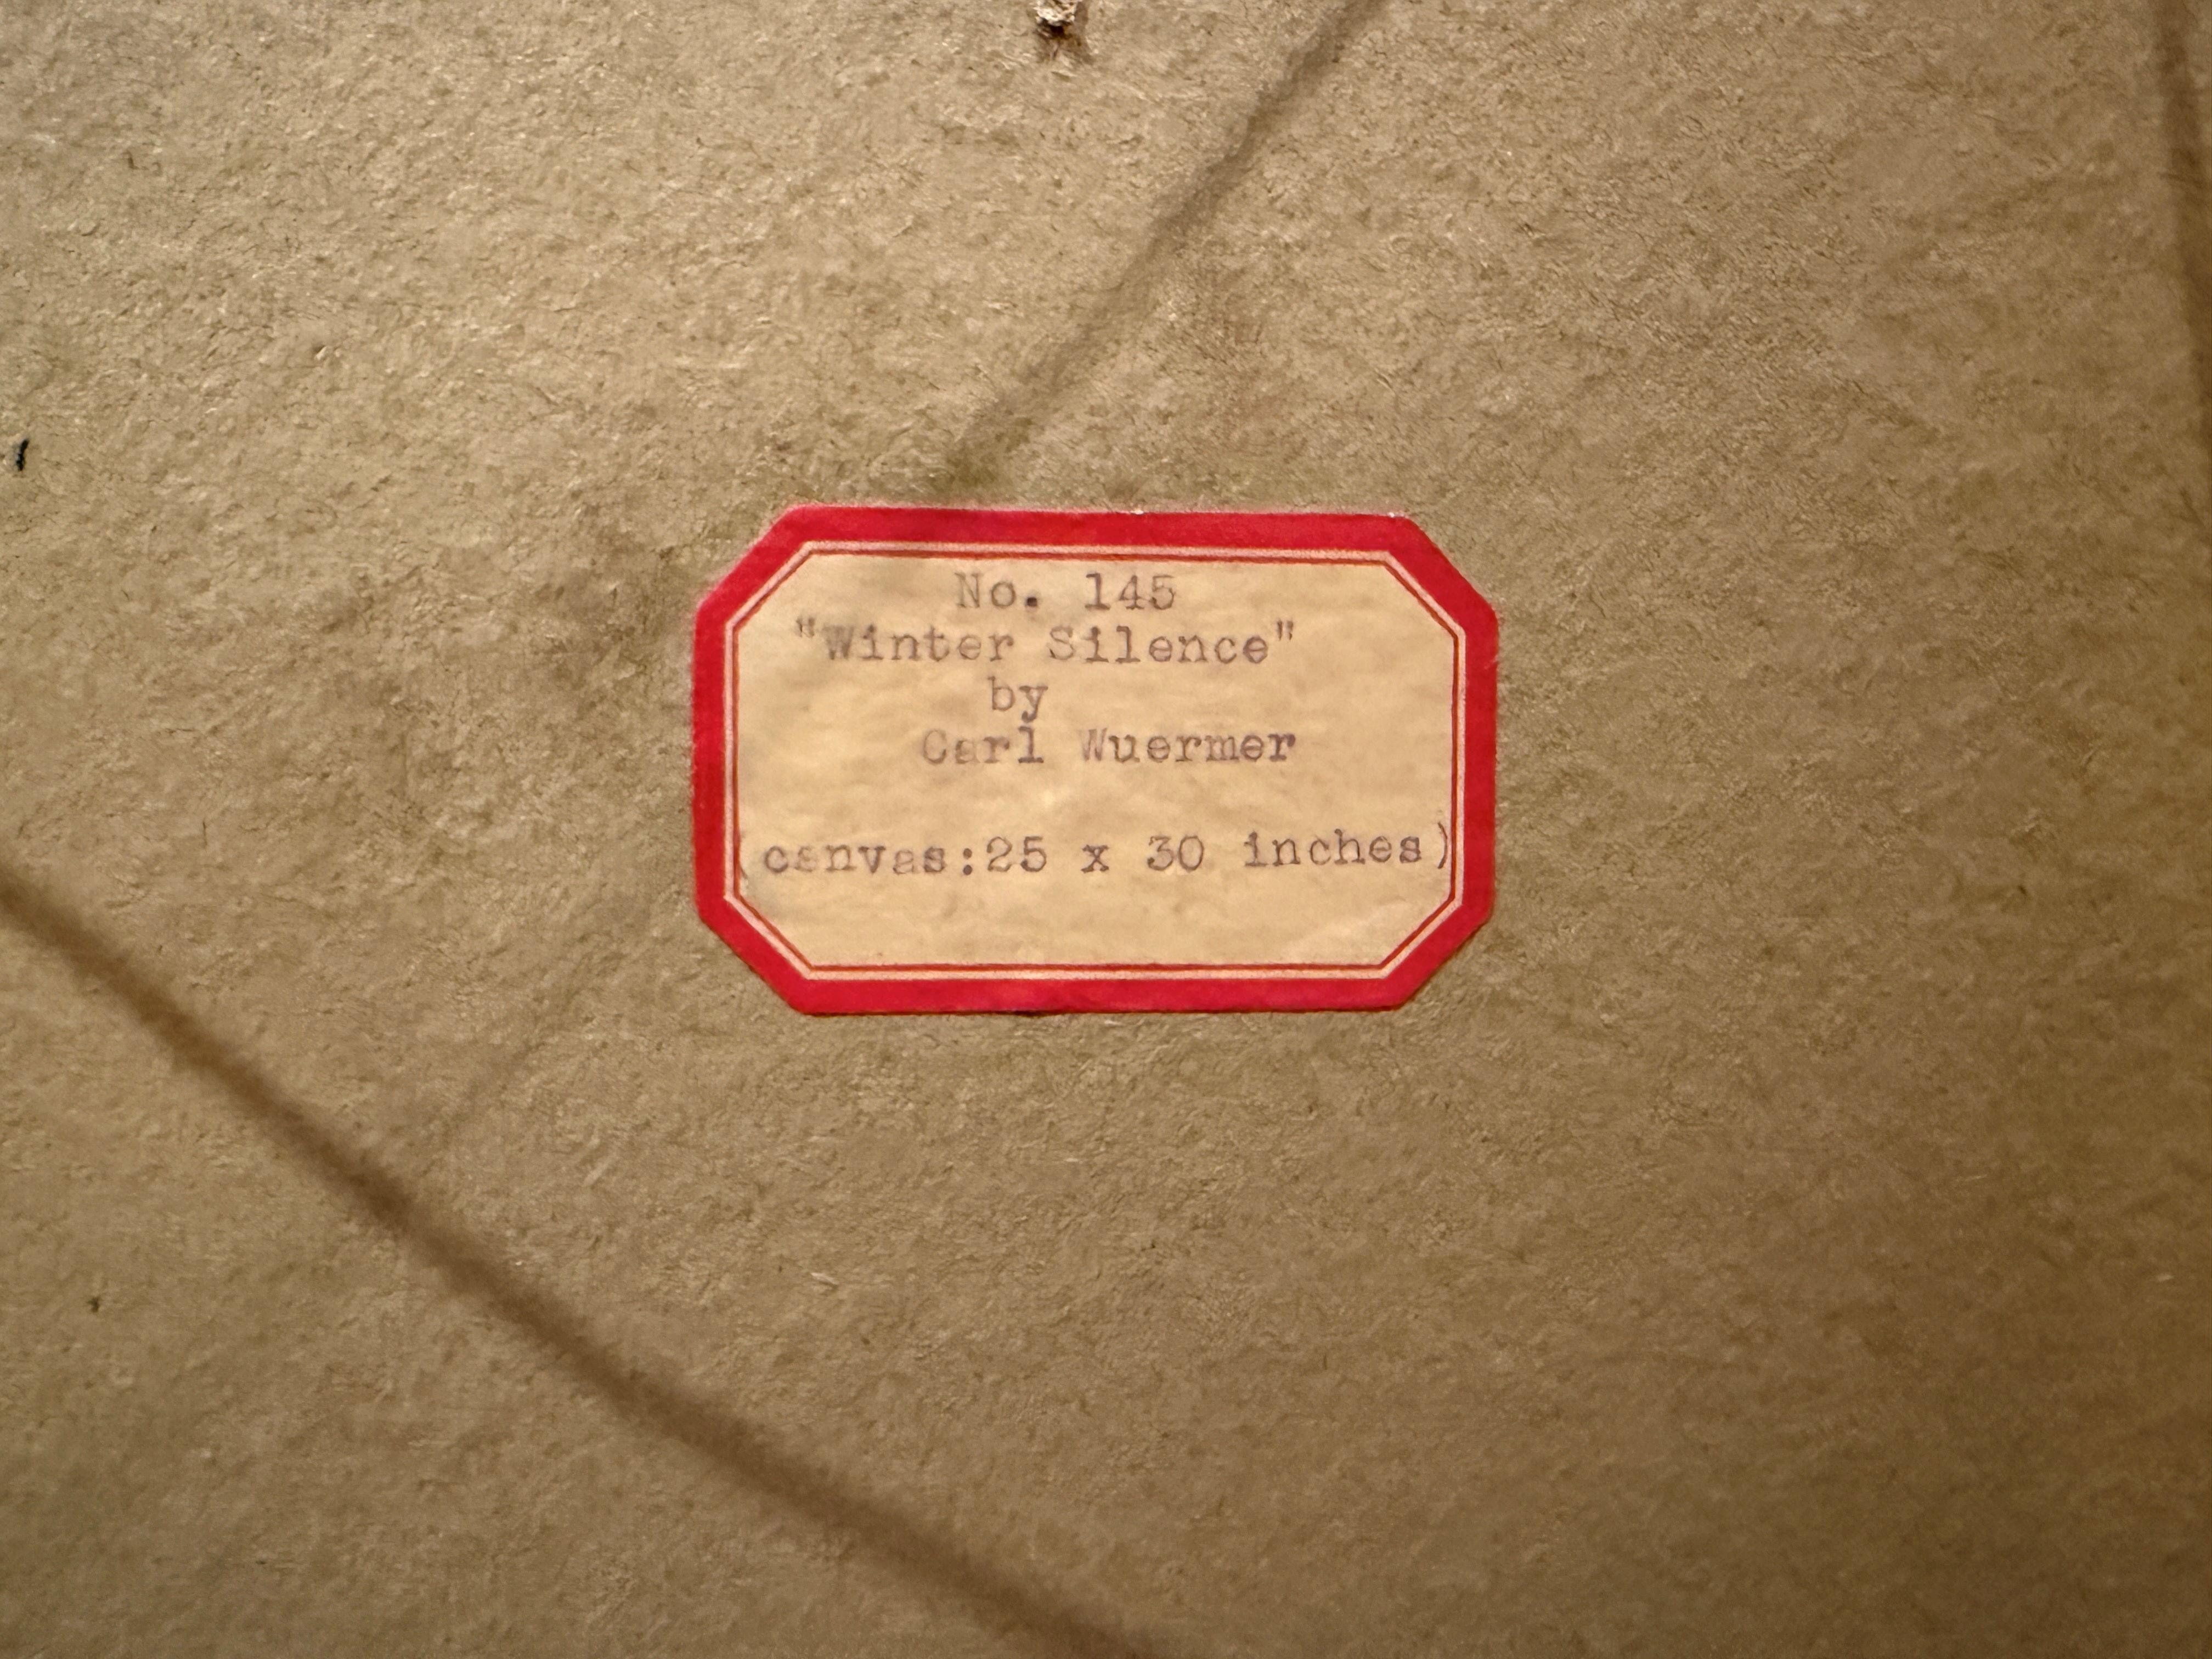 No. 145
"Winter Silence"
by
Carl Wuermer
(canvas:25 x 30 inches)